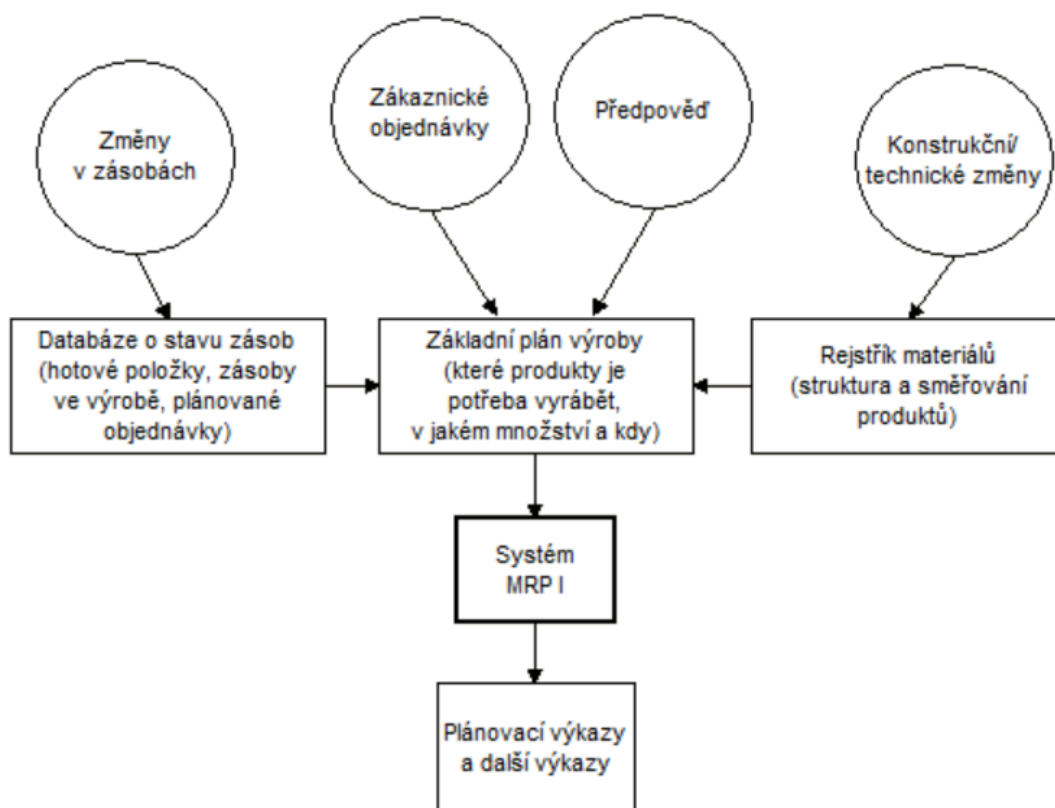 Změny
v zásobách
Zákaznické
objednávky
Předpověď
Konstrukční/
technické změny
Databáze o stavu zásob
(hotové položky, zásoby
ve výrobě, plánované
objednávky)
Základní plán výroby
(které produkty je
potřeba vyrábět,
v jakém množství a kdy)
Rejstřík materiálů
(struktura a směřování
produktů)
Systém
MRP I
Plánovací výkazy
a další výkazy